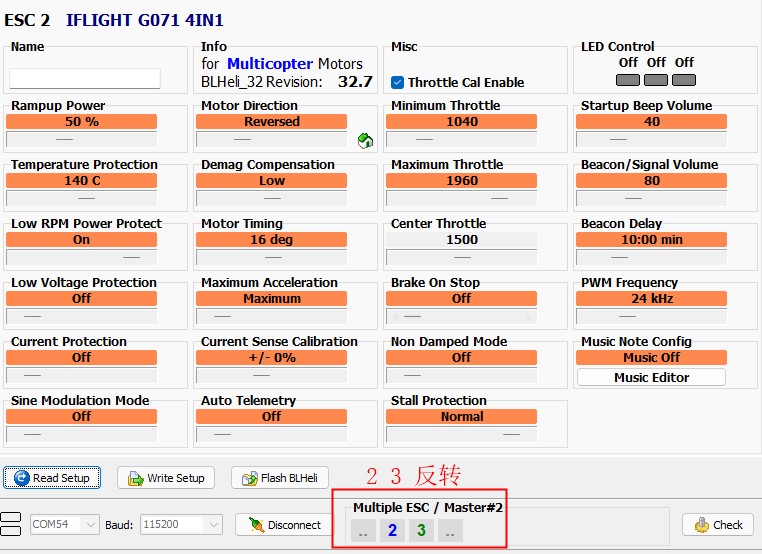 ESC 2 IFLIGHT G071 4IN1
Name
Info
for Multicopter Motors
BLHeli_32 Revision: 32.7
Misc
Throttle Cal Enable
LED Control
Off Off Off
Rampup Power
50 %
Motor Direction
Reversed
Minimum Throttle
1040
Startup Beep Volume
40
Temperature Protection
140 C
Demag Compensation
Low
Maximum Throttle
1960
Beacon/Signal Volume
80
Low RPM Power Protect
On
Motor Timing
16 deg
Center Throttle
1500
Beacon Delay
10:00 min
Low Voltage Protection
Off
Maximum Acceleration
Maximum
Brake On Stop
Off
PWM Frequency
24 kHz
Current Protection
Off
Current Sense Calibration
+/- 0%
Non Damped Mode
Off
Music Note Config
Music Off
Music Editor
Sine Modulation Mode
Off
Auto Telemetry
Off
Stall Protection
Normal
Read Setup
Write Setup
Flash BLHeli
2 3 反转
COM54
Baud:
115200
Disconnect
Multiple ESC / Master#2
.. 2 3 ..
Check